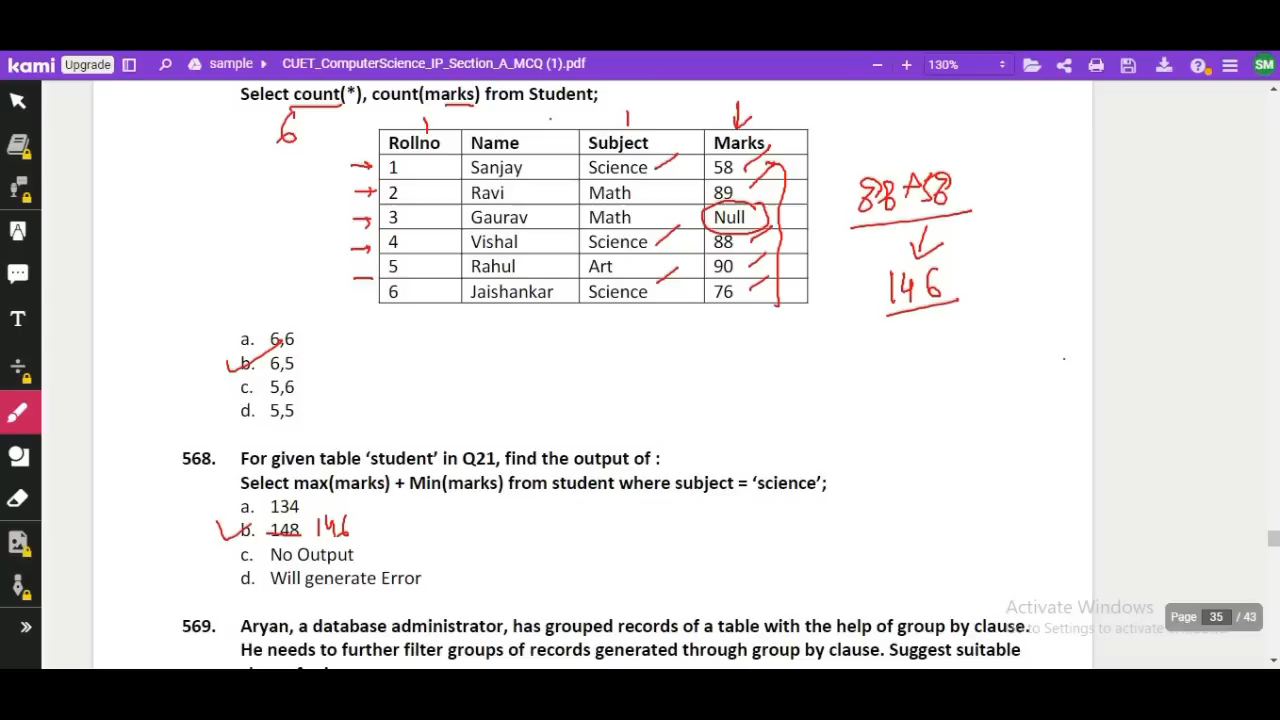 kami Upgrade sample CUET_ComputerScience_IP_Section_A_MCQ (1).pdf 130% SM
Select count(*), count(marks) from Student;
6
Rollno Name Subject Marks
1 Sanjay Science 58
2 Ravi Math 89
3 Gaurav Math Null
4 Vishal Science 88
5 Rahul Art 90
6 Jaishankar Science 76
88+58
146
a. 6,6
b. 6,5
c. 5,6
d. 5,5
568. For given table ‘student’ in Q21, find the output of :
Select max(marks) + Min(marks) from student where subject = ‘science’;
a. 134
b. 148 146
c. No Output
d. Will generate Error
569. Aryan, a database administrator, has grouped records of a table with the help of group by clause.
He needs to further filter groups of records generated through group by clause. Suggest suitable
Activate Windows
Go to Settings to activate
Page 35 / 43